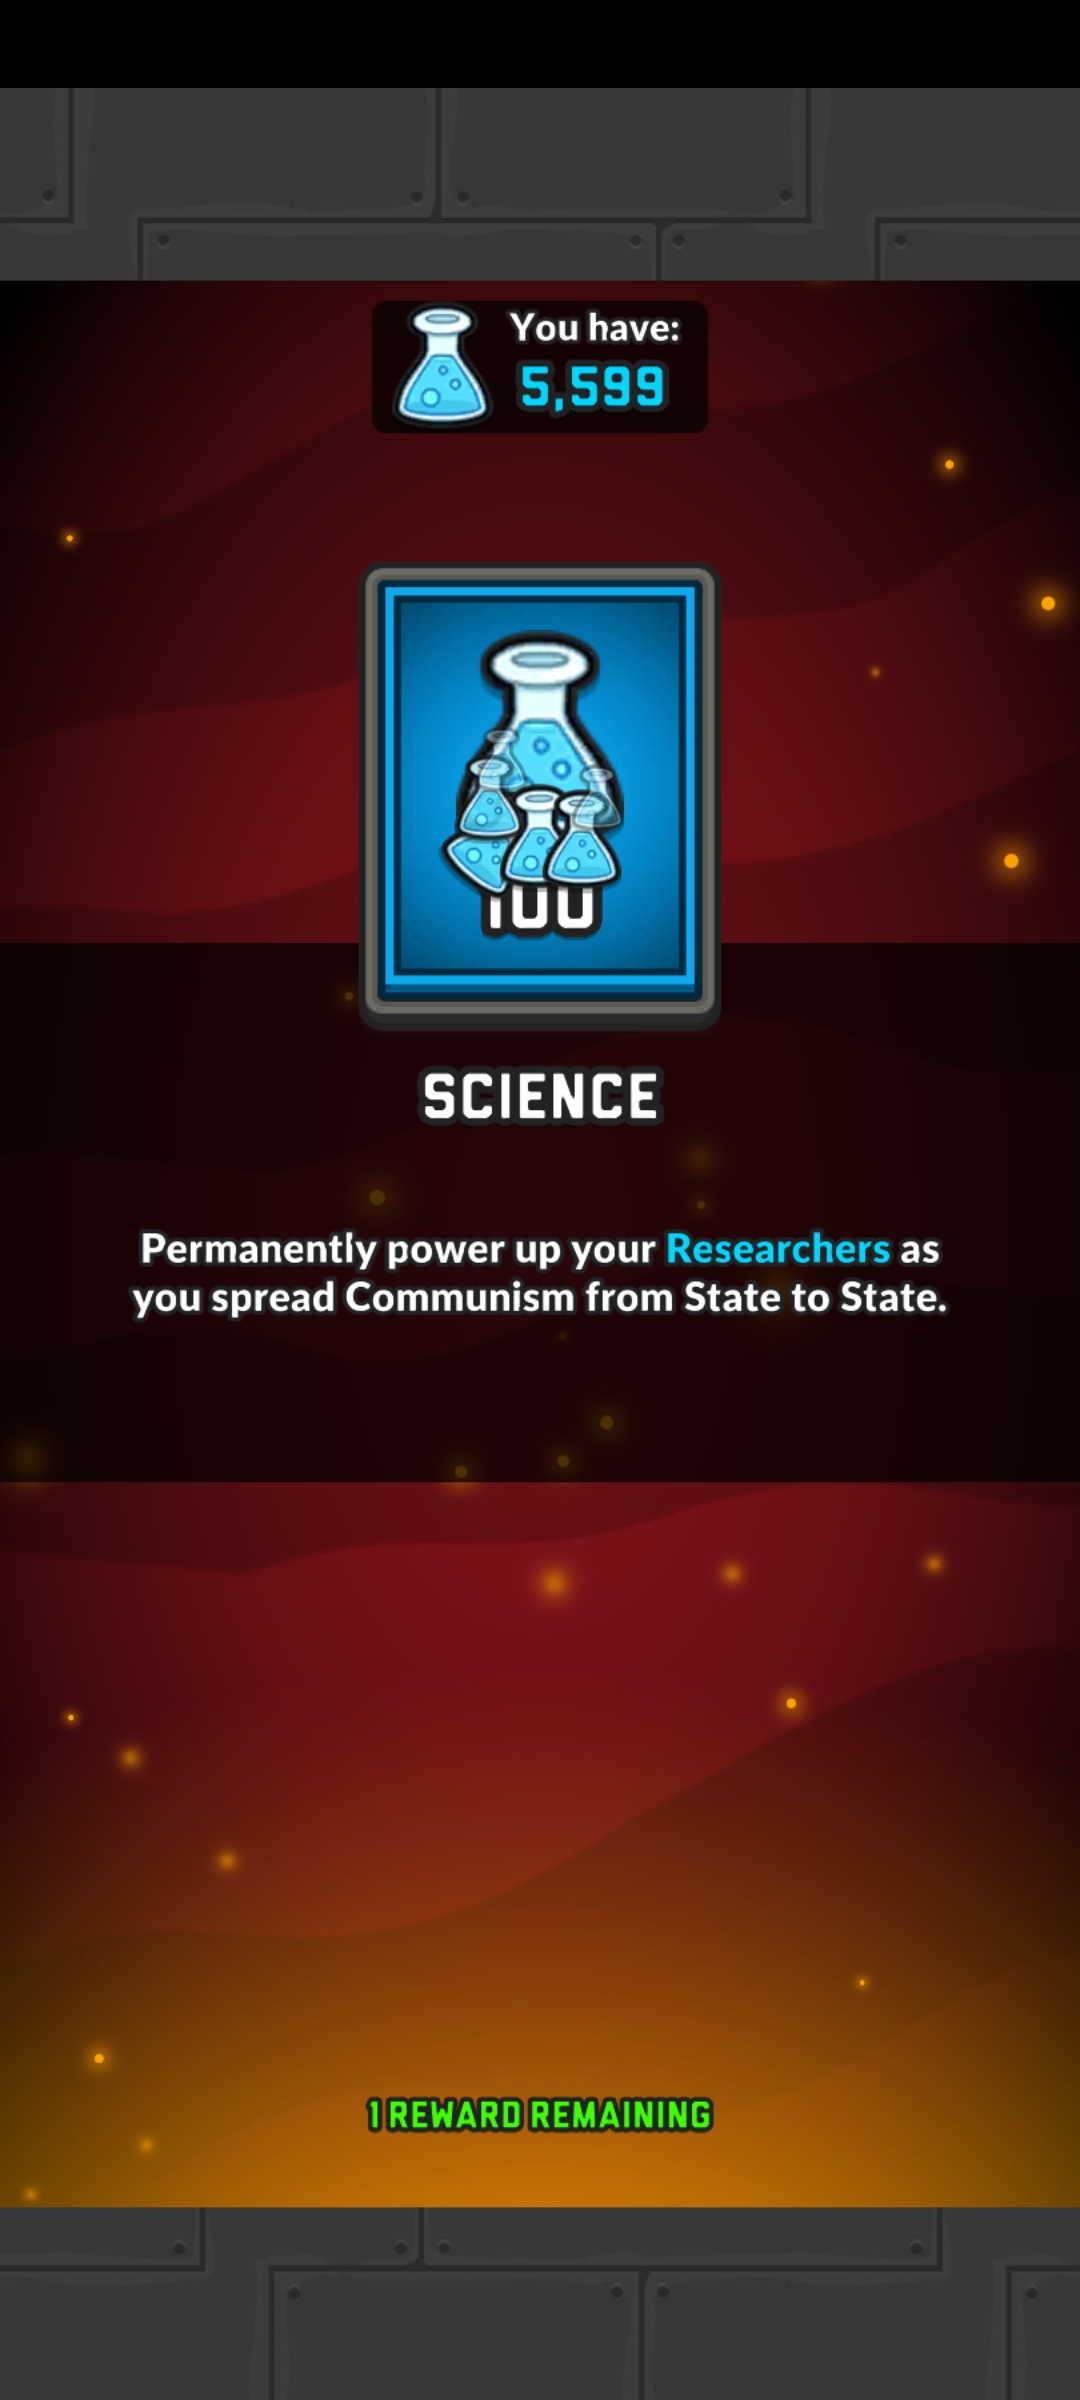 You have:
5,599
100
SCIENCE
Permanently power up your Researchers as
you spread Communism from State to State.
1 REWARD REMAINING